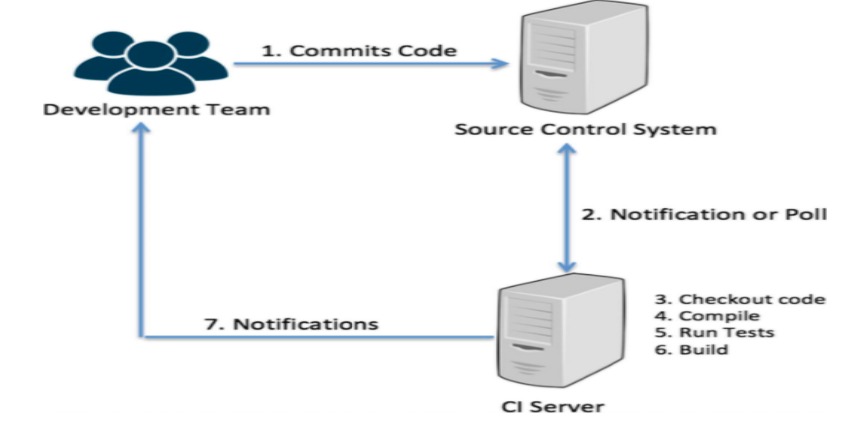 1. Commits Code
Development Team
Source Control System
2. Notification or Poll
3. Checkout code
4. Compile
5. Run Tests
6. Build
7. Notifications
CI Server